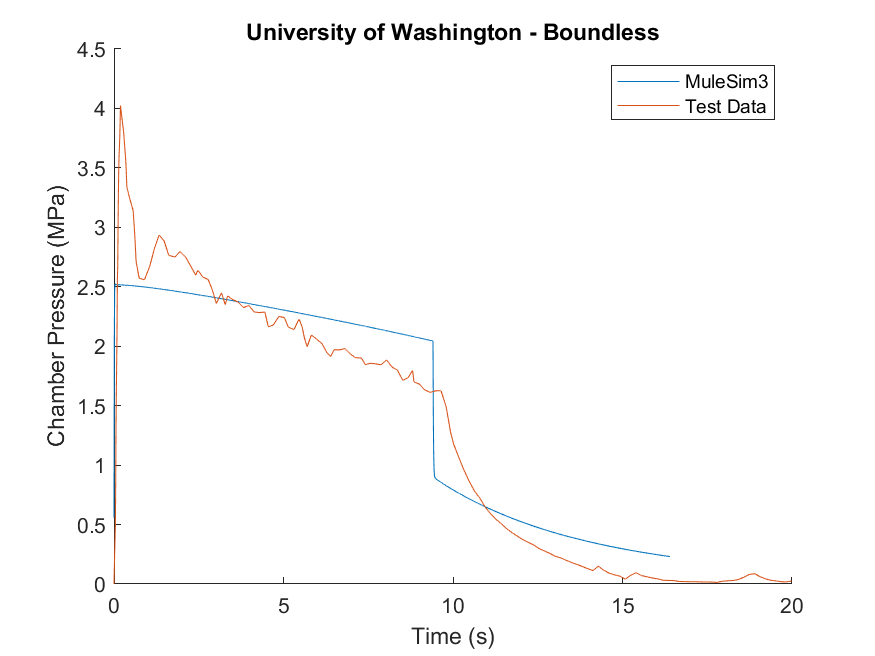 University of Washington - Boundless
MuleSim3
Test Data
Chamber Pressure (MPa)
4.5
4
3.5
3
2.5
2
1.5
1
0.5
0
0 5 10 15 20
Time (s)